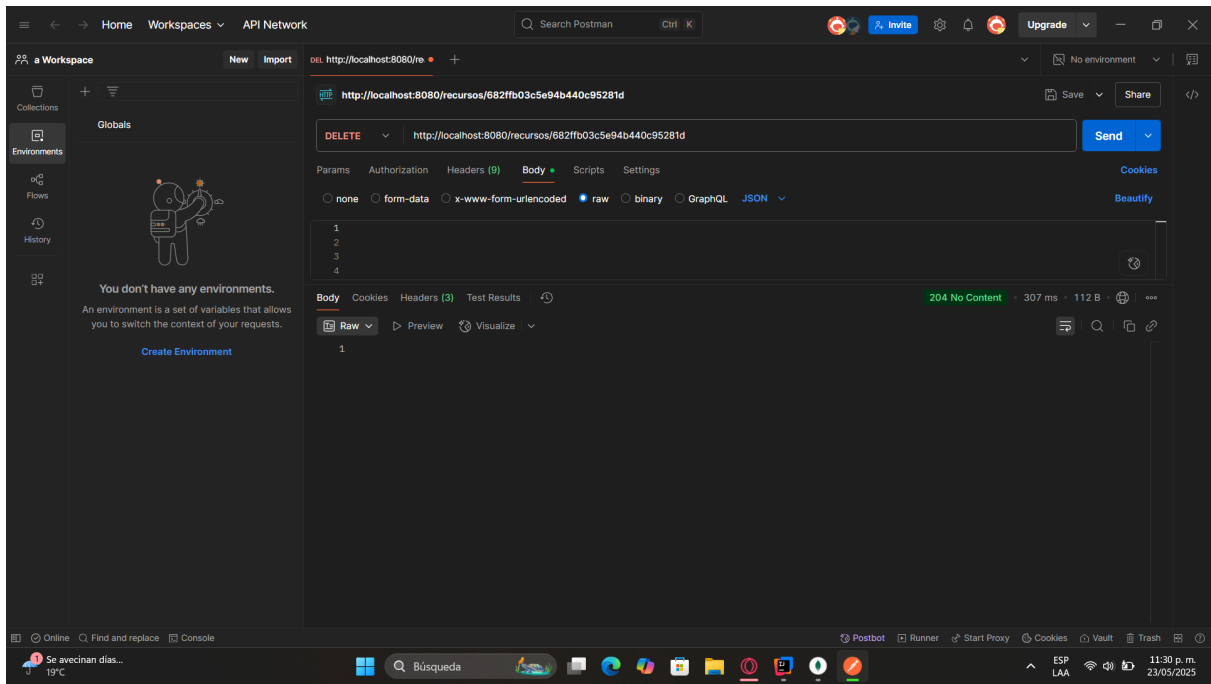 Home Workspaces API Network Search Postman Ctrl K Invite Upgrade
a Workspace New Import DEL http://localhost:8080/re No environment
Collections
Environments
Flows
History
Globals
You don't have any environments.
An environment is a set of variables that allows
you to switch the context of your requests.
Create Environment
HTTP http://localhost:8080/recursos/682ffb03c5e94b440c95281d Save Share
DELETE http://localhost:8080/recursos/682ffb03c5e94b440c95281d Send
Params Authorization Headers (9) Body Scripts Settings Cookies
none form-data x-www-form-urlencoded raw binary GraphQL JSON Beautify
1
2
3
4
Body Cookies Headers (3) Test Results 204 No Content 307 ms 112 B
Raw Preview Visualize
1
Online Find and replace Console Postbot Runner Start Proxy Cookies Vault Trash
1 Se avecinan días...
19°C
Búsqueda
ESP
LAA
11:30 p. m.
23/05/2025